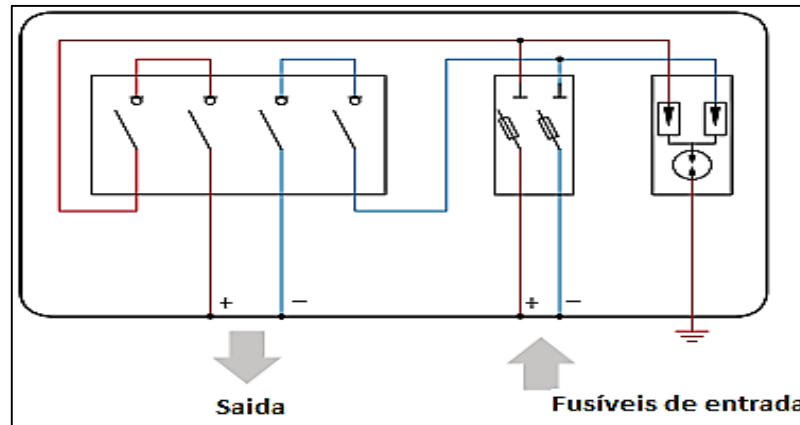 + − + −
Saida
Fusíveis de entrada